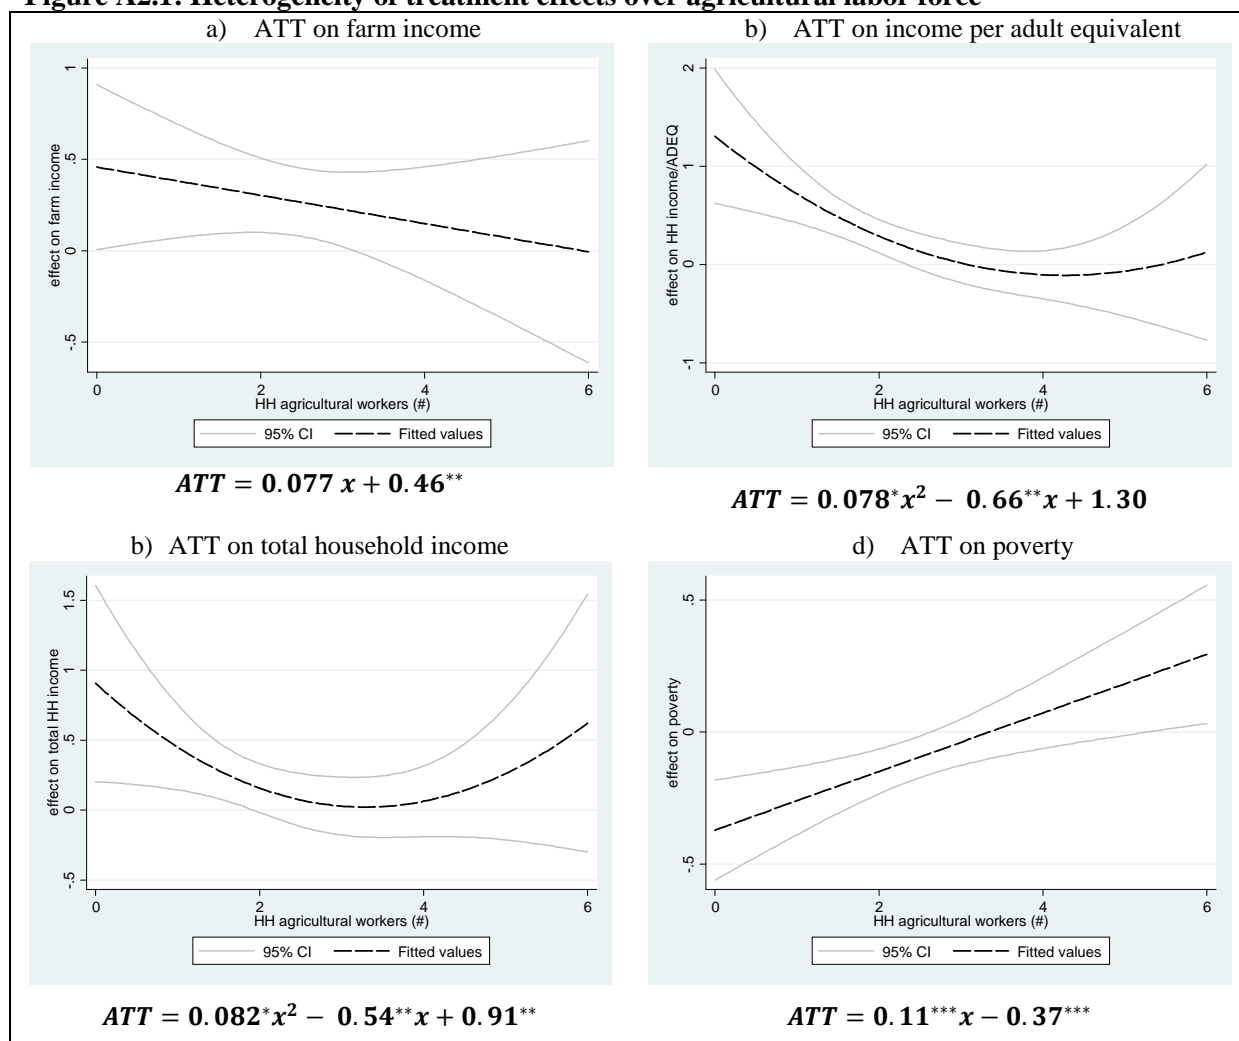 Figure A2.1: Heterogeneity of treatment effects over agricultural labor force
a) ATT on farm income
effect on farm income
1
.5
0
-.5
0 2 4 6
HH agricultural workers (#)
95% CI Fitted values
ATT = 0.077 x + 0.46**
b) ATT on income per adult equivalent
effect on HH income/ADEQ
2
1
0
-1
0 2 4 6
HH agricultural workers (#)
95% CI Fitted values
ATT = 0.078*x² − 0.66**x + 1.30
b) ATT on total household income
effect on total HH income
1.5
1
.5
0
-.5
0 2 4 6
HH agricultural workers (#)
95% CI Fitted values
ATT = 0.082*x² − 0.54**x + 0.91**
d) ATT on poverty
effect on poverty
.5
0
-.5
0 2 4 6
HH agricultural workers (#)
95% CI Fitted values
ATT = 0.11***x − 0.37***